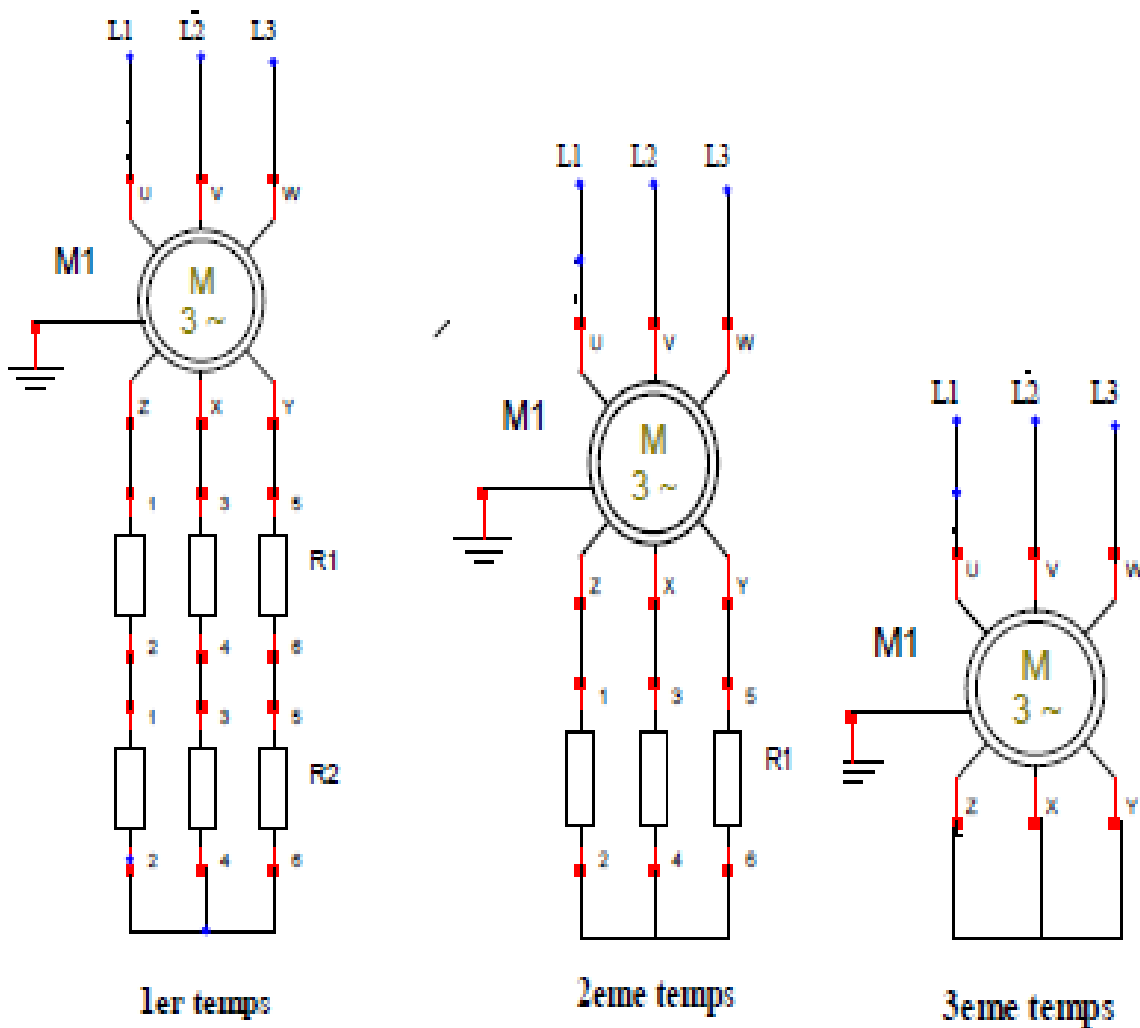 L1 L2 L3
U V W
M1
M
3 ~
Z X Y
1 3 5
R1
2 4 6
1 3 5
R2
2 4 6
1er temps
L1 L2 L3
U V W
M1
M
3 ~
Z X Y
1 3 5
R1
2 4 6
2eme temps
L1 L2 L3
U V W
M1
M
3 ~
Z X Y
3eme temps